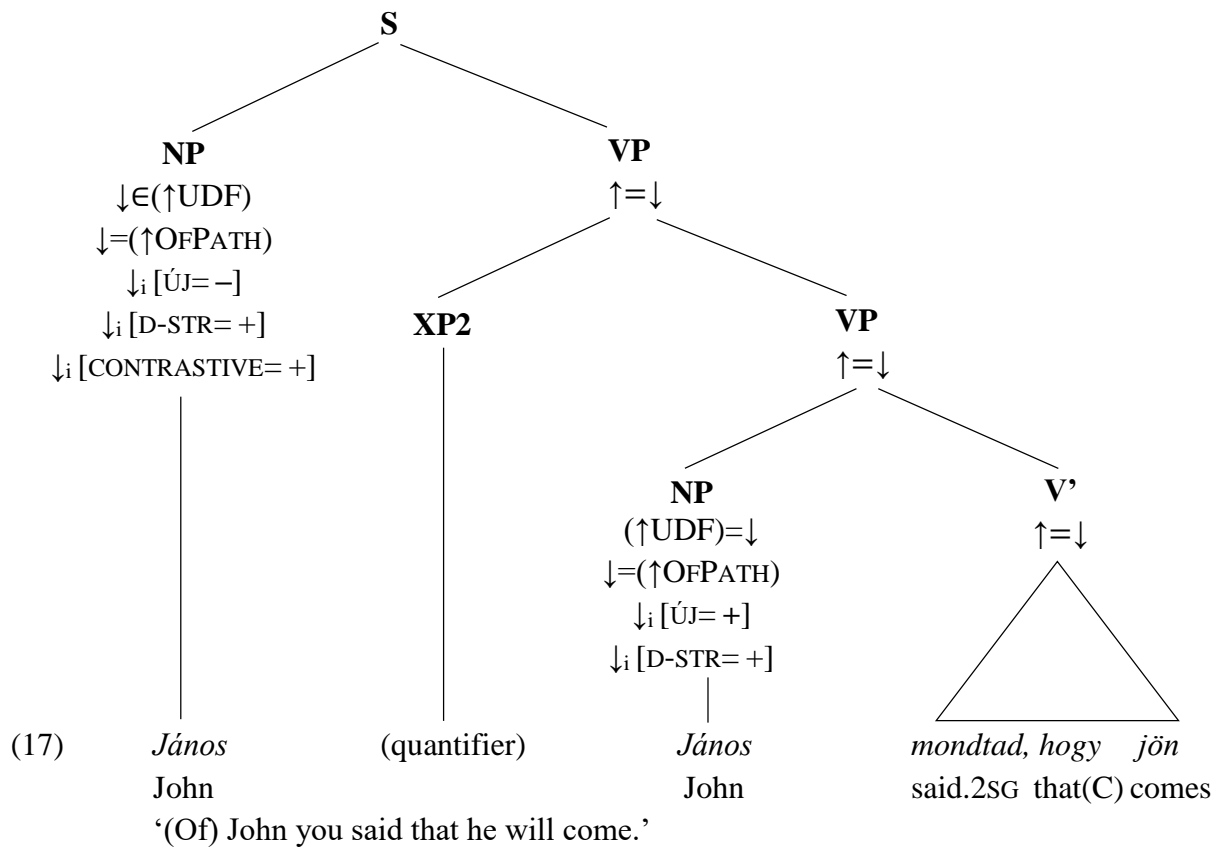 S
NP VP
↓∈(↑UDF) ↑=↓
↓=(↑OFPATH)
↓i [ÚJ= –]
↓i [D-STR= +] XP2 VP
↓i [CONTRASTIVE= +] ↑=↓
NP V’
(↑UDF)=↓ ↑=↓
↓=(↑OFPATH)
↓i [ÚJ= +]
↓i [D-STR= +]
(17) János (quantifier) János mondtad, hogy jön
John John said.2SG that(C) comes
‘(Of) John you said that he will come.’